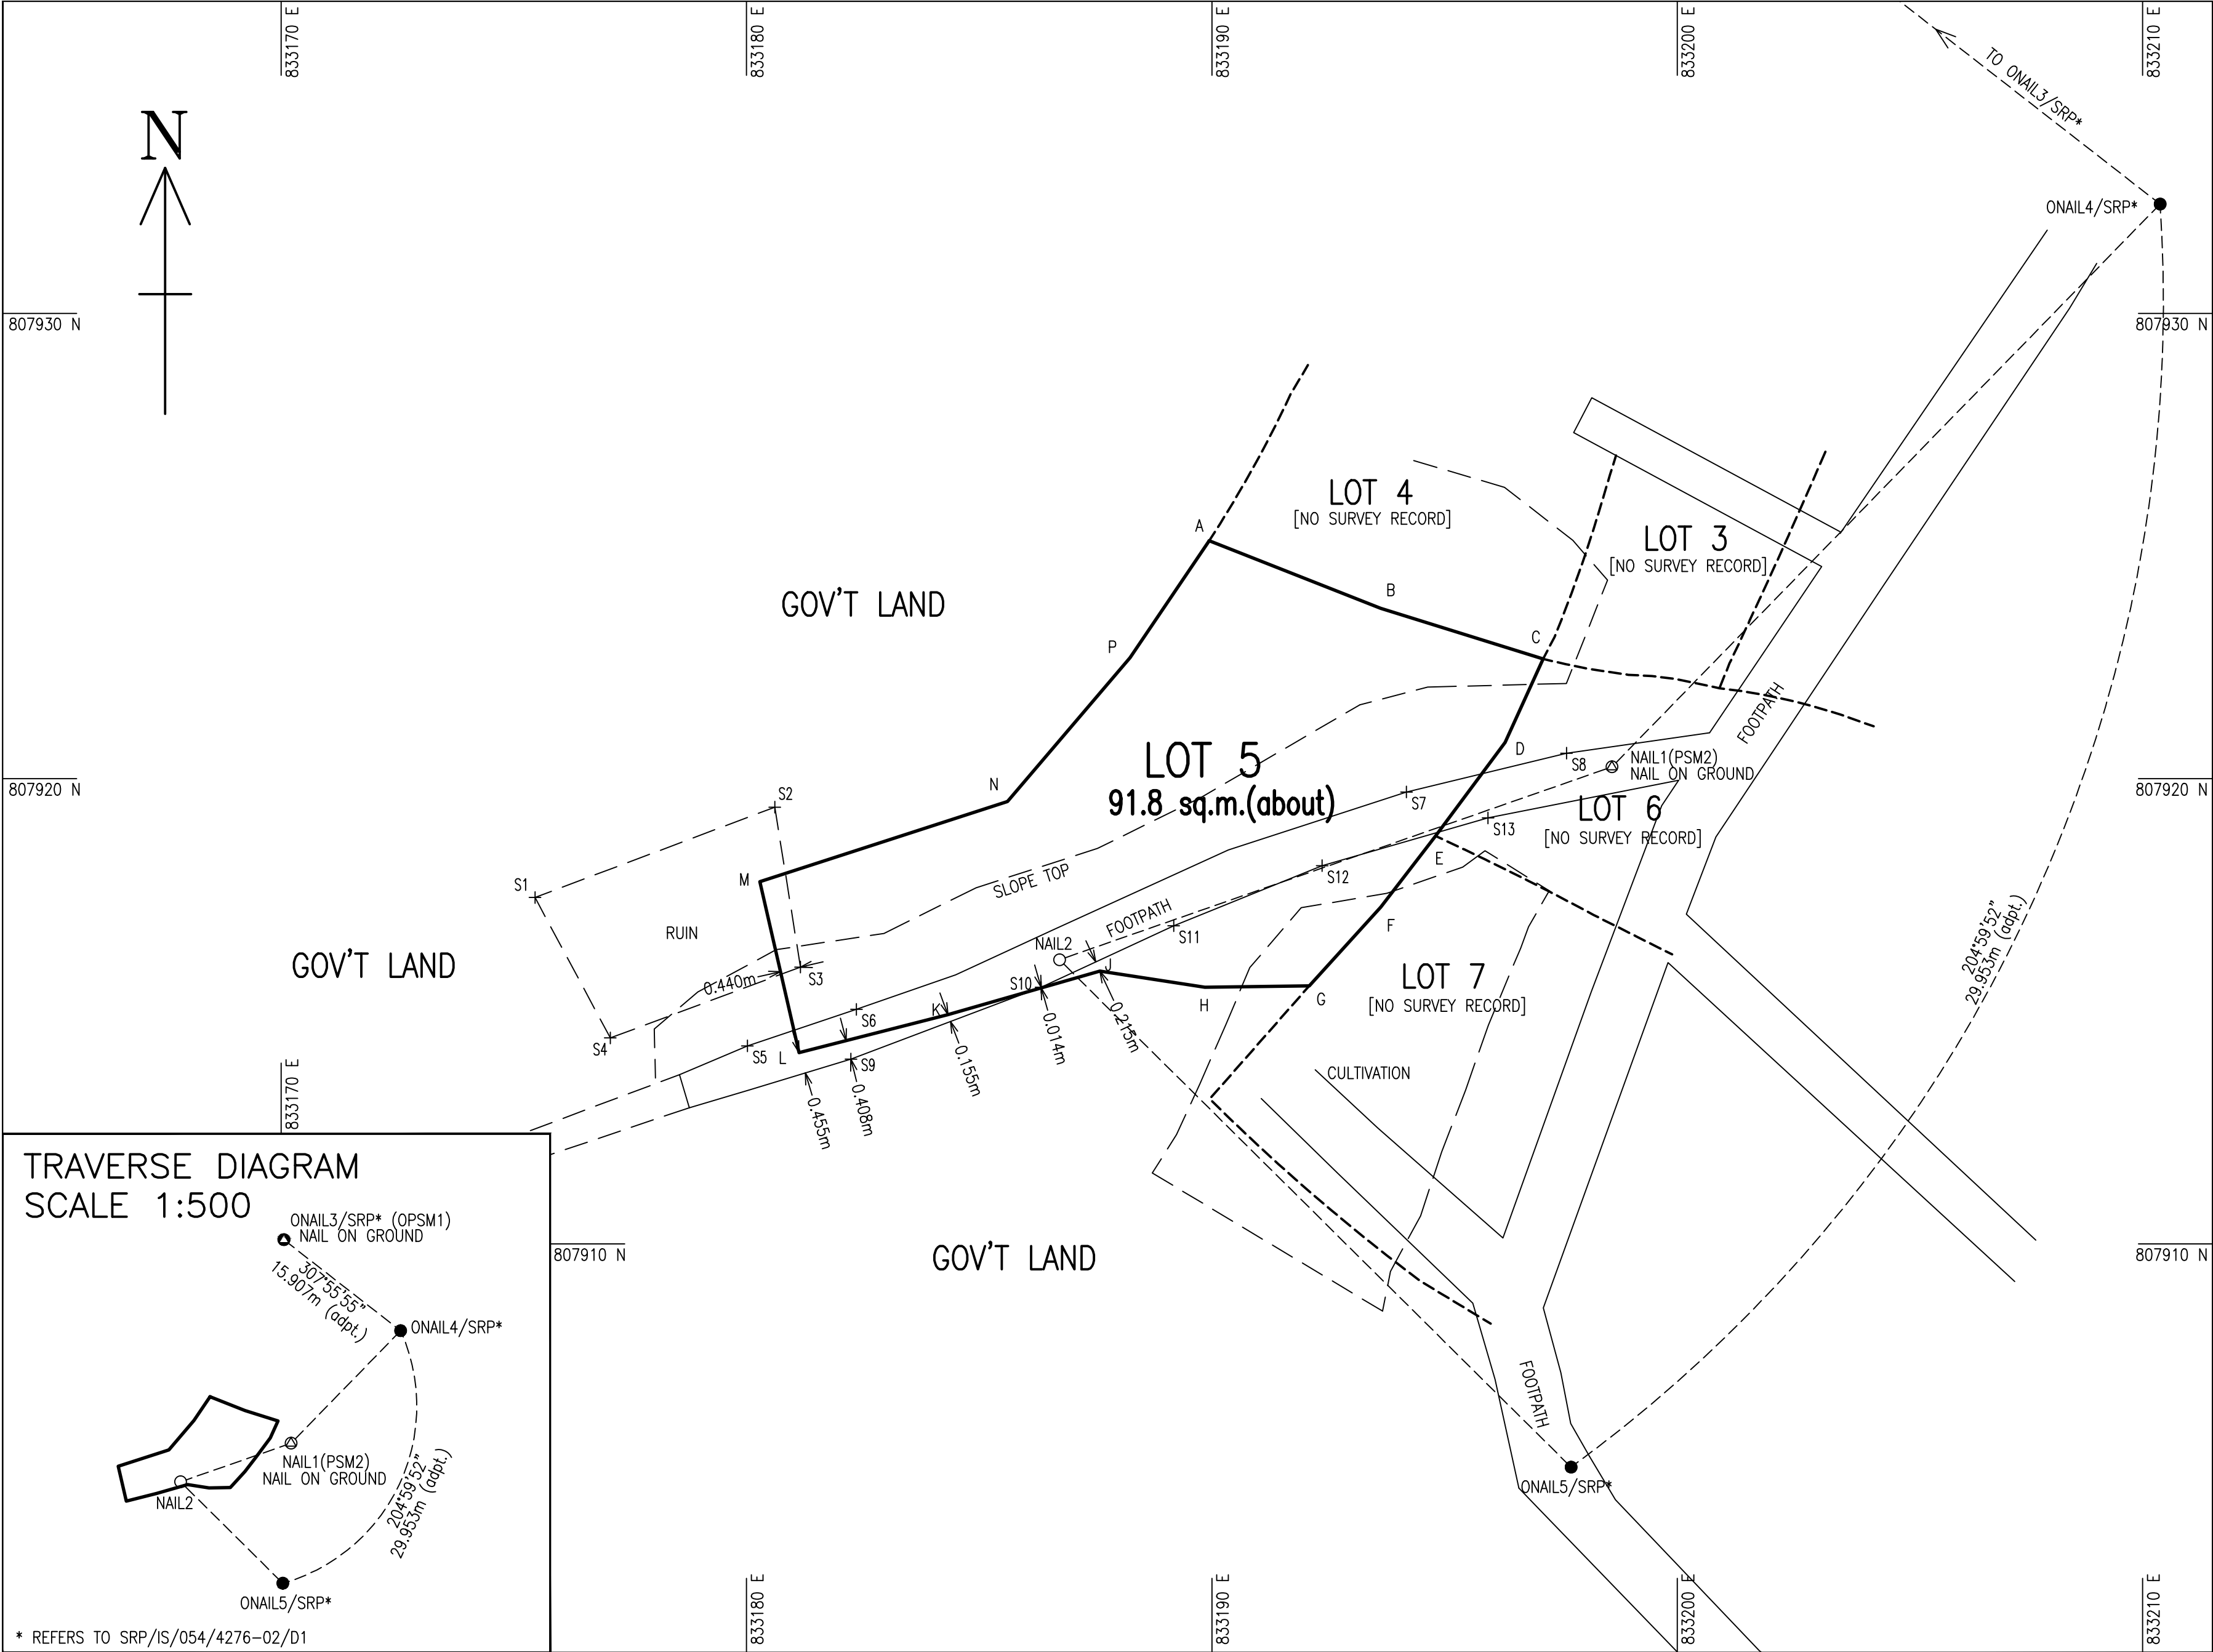 833170 E
833180 E
833190 E
833200 E
833210 E
N
TO ONAIL3/SRP*
ONAIL4/SRP*
807930 N
807930 N
LOT 4
[NO SURVEY RECORD]
LOT 3
[NO SURVEY RECORD]
A
B
C
P
GOV'T LAND
FOOTPATH
LOT 5
91.8 sq.m.(about)
D
N
S8
NAIL1(PSM2)
NAIL ON GROUND
807920 N
807920 N
S2
S7
LOT 6
[NO SURVEY RECORD]
S13
E
M
S1
SLOPE TOP
S12
FOOTPATH
F
RUIN
NAIL2
S11
GOV'T LAND
0.440m
S3
S10
J
LOT 7
[NO SURVEY RECORD]
H
G
K
S6
S4
S5
L
S9
0.455m
0.408m
0.155m
0.014m
0.215m
CULTIVATION
204°59'52"
29.953m (adpt.)
833170 E
GOV'T LAND
807910 N
807910 N
FOOTPATH
ONAIL5/SRP*
TRAVERSE DIAGRAM
SCALE 1:500
ONAIL3/SRP* (OPSM1)
NAIL ON GROUND
307°55'55"
15.907m (adpt.)
ONAIL4/SRP*
NAIL1(PSM2)
NAIL ON GROUND
NAIL2
204°59'52"
29.953m (adpt.)
ONAIL5/SRP*
* REFERS TO SRP/IS/054/4276-02/D1
833180 E
833190 E
833200 E
833210 E